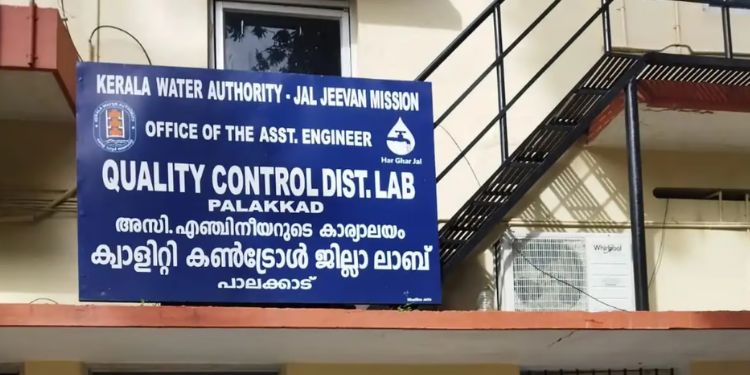 KERALA WATER AUTHORITY - JAL JEEVAN MISSION
OFFICE OF THE ASST. ENGINEER
Har Ghar Jal
QUALITY CONTROL DIST. LAB
PALAKKAD
അസി. എഞ്ചിനീയറുടെ കാര്യാലയം
ക്വാളിറ്റി കൺട്രോൾ ജില്ലാ ലാബ്
പാലക്കാട്
Whirlpool